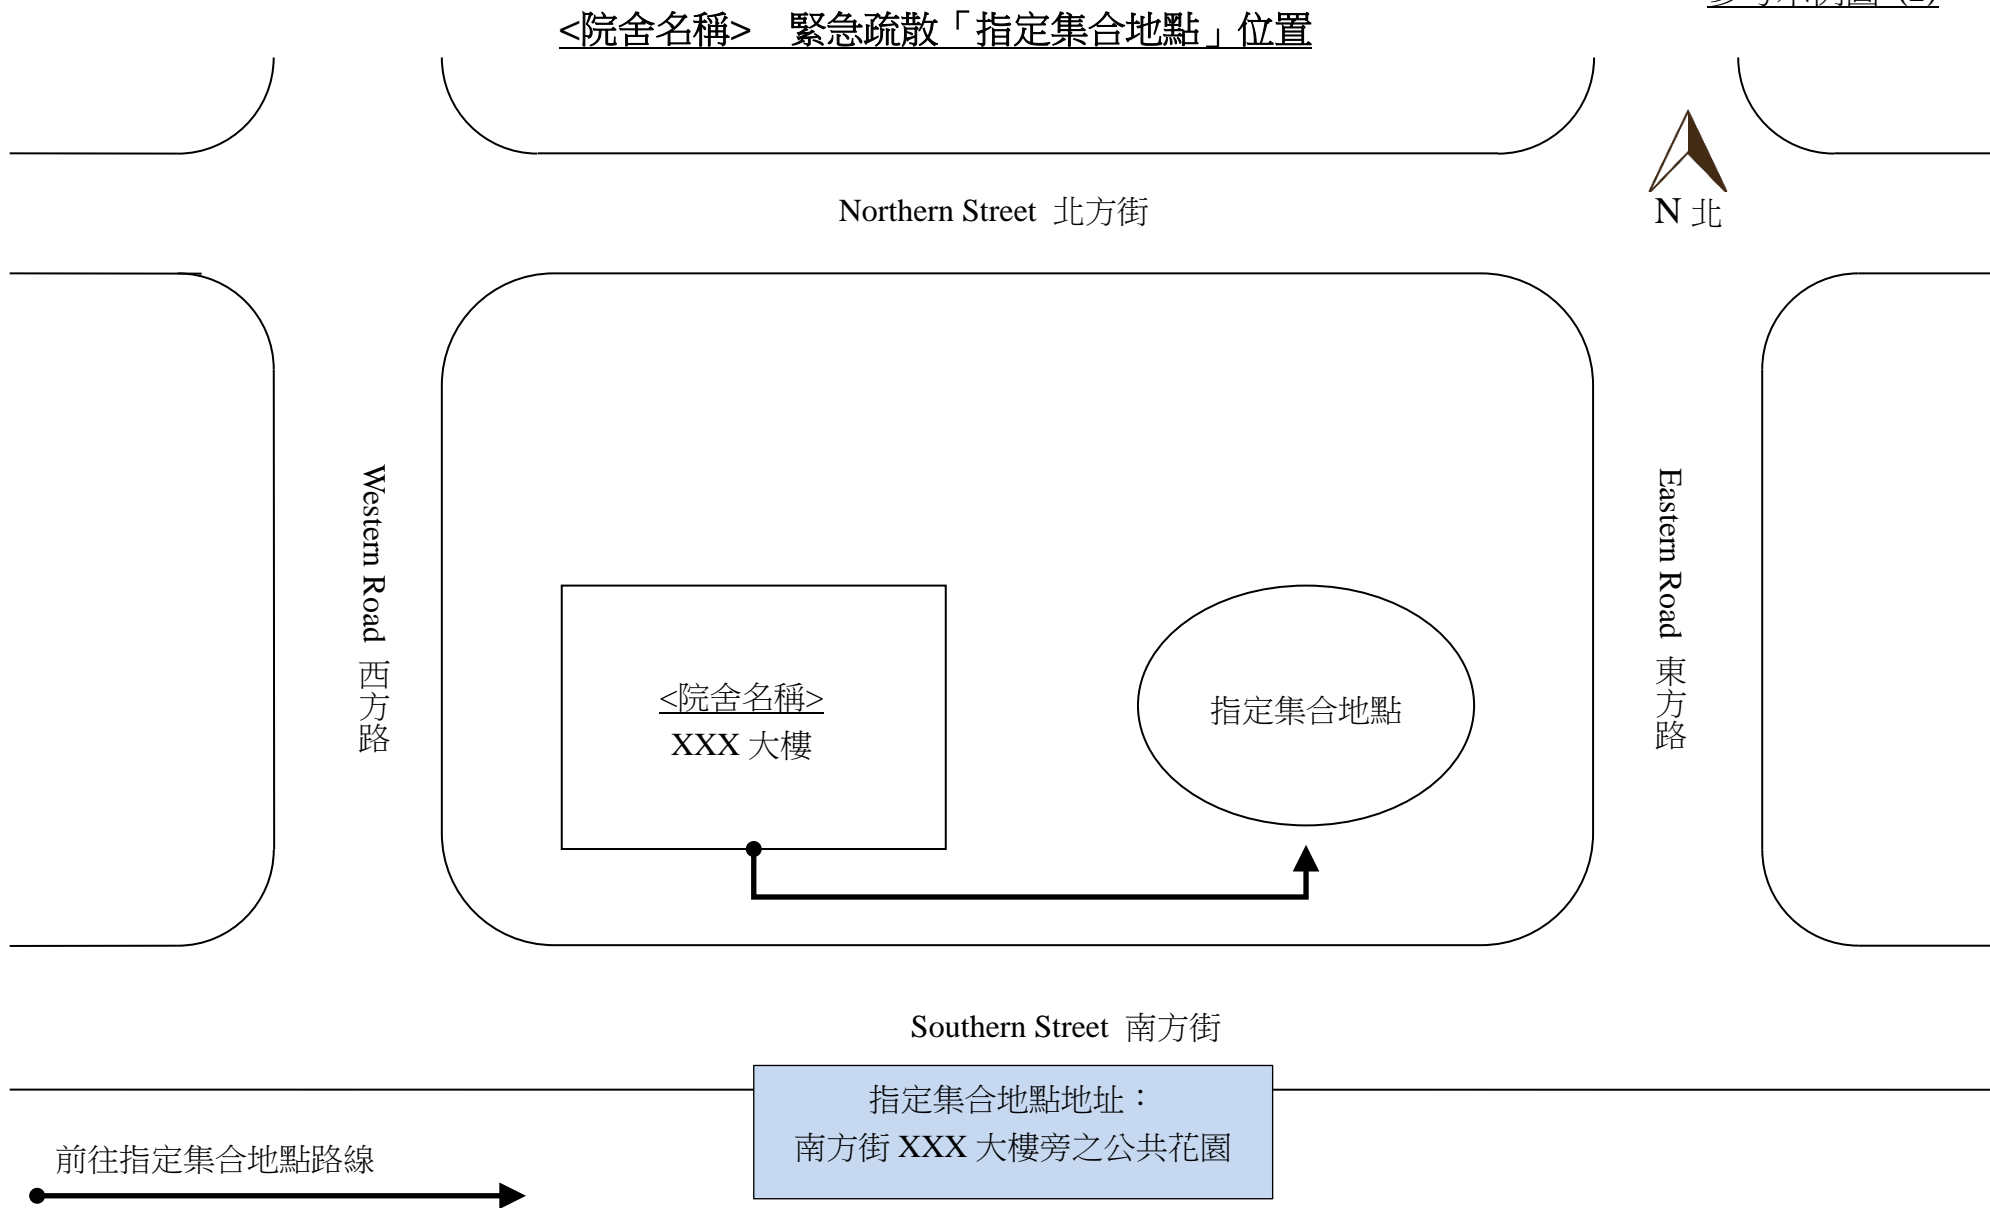 <院舍名稱> 緊急疏散「指定集合地點」位置
Northern Street 北方街
N 北
Western Road 西方路
Eastern Road 東方路
<院舍名稱>
XXX 大樓
指定集合地點
Southern Street 南方街
指定集合地點地址：
南方街 XXX 大樓旁之公共花園
前往指定集合地點路線